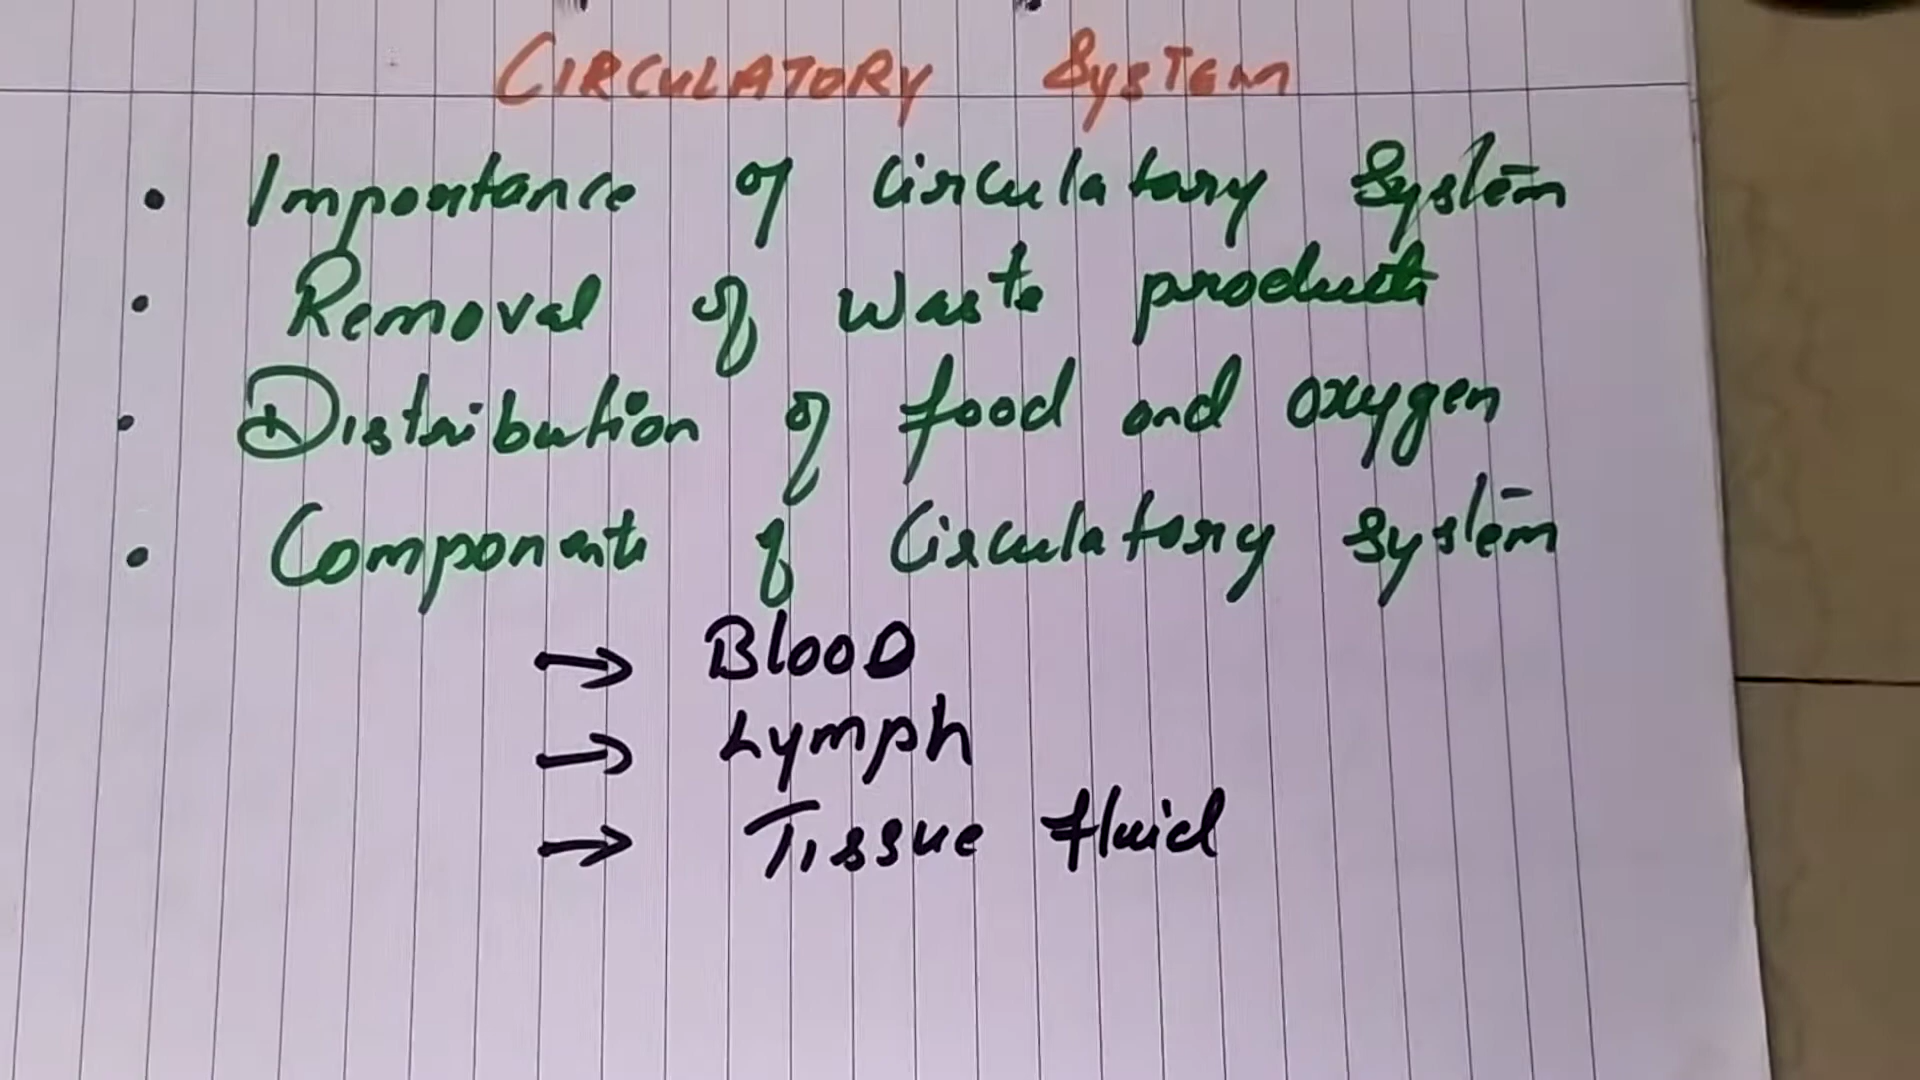 CIRCULATORY System
• Importance of Circulatory System
• Removal of Waste products
• Distribution of food and oxygen
• Components of Circulatory System
→ Blood
→ Lymph
→ Tissue fluid